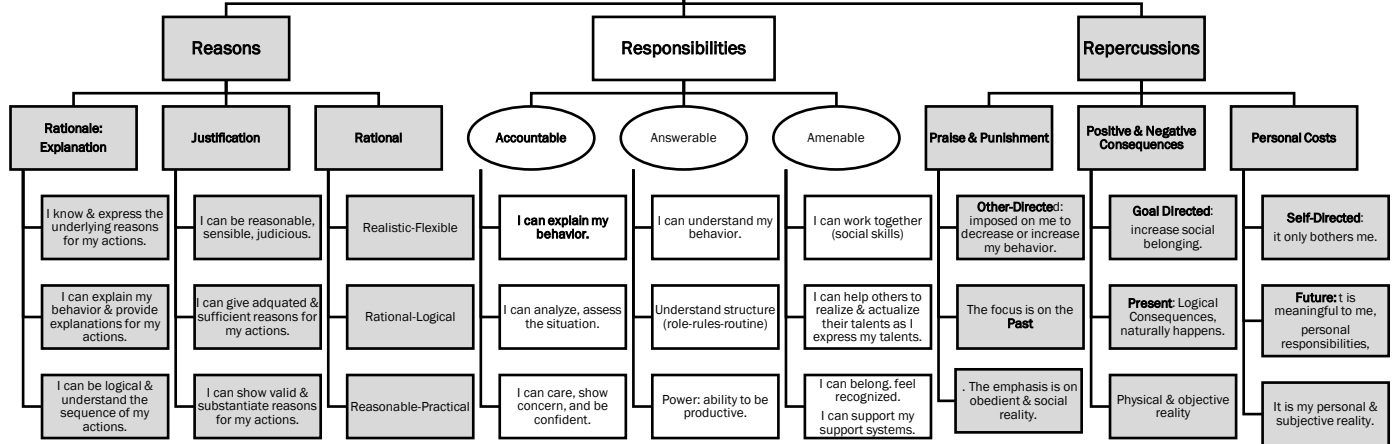 Reasons
Responsibilities
Repercussions
Rationale:
Explanation
Justification
Rational
Accountable
Answerable
Amenable
Praise & Punishment
Positive & Negative
Consequences
Personal Costs
I know & express the
underlying reasons
for my actions.
I can be reasonable,
sensible, judicious.
Realistic-Flexible
I can explain my
behavior.
I can understand my
behavior.
I can work together
(social skills)
Other-Directed:
imposed on me to
decrease or increase
my behavior.
Goal Directed:
increase social
belonging.
Self-Directed:
it only bothers me.
I can explain my
behavior & provide
explanations for my
actions.
I can give adquated &
sufficient reasons for
my actions.
Rational-Logical
I can analyze, assess
the situation.
Understand structure
(role-rules-routine)
I can help others to
realize & actualize
their talents as I
express my talents.
The focus is on the
Past
Present: Logical
Consequences,
naturally happens.
Future: t is
meaningful to me,
personal
responsibilities,
I can be logical &
understand the
sequence of my
actions.
I can show valid &
substantiate reasons
for my actions.
Reasonable-Practical
I can care, show
concern, and be
confident.
Power: ability to be
productive.
I can belong. feel
recognized.
I can support my
support systems.
. The emphasis is on
obedient & social
reality.
Physical & objective
reality
It is my personal &
subjective reality.